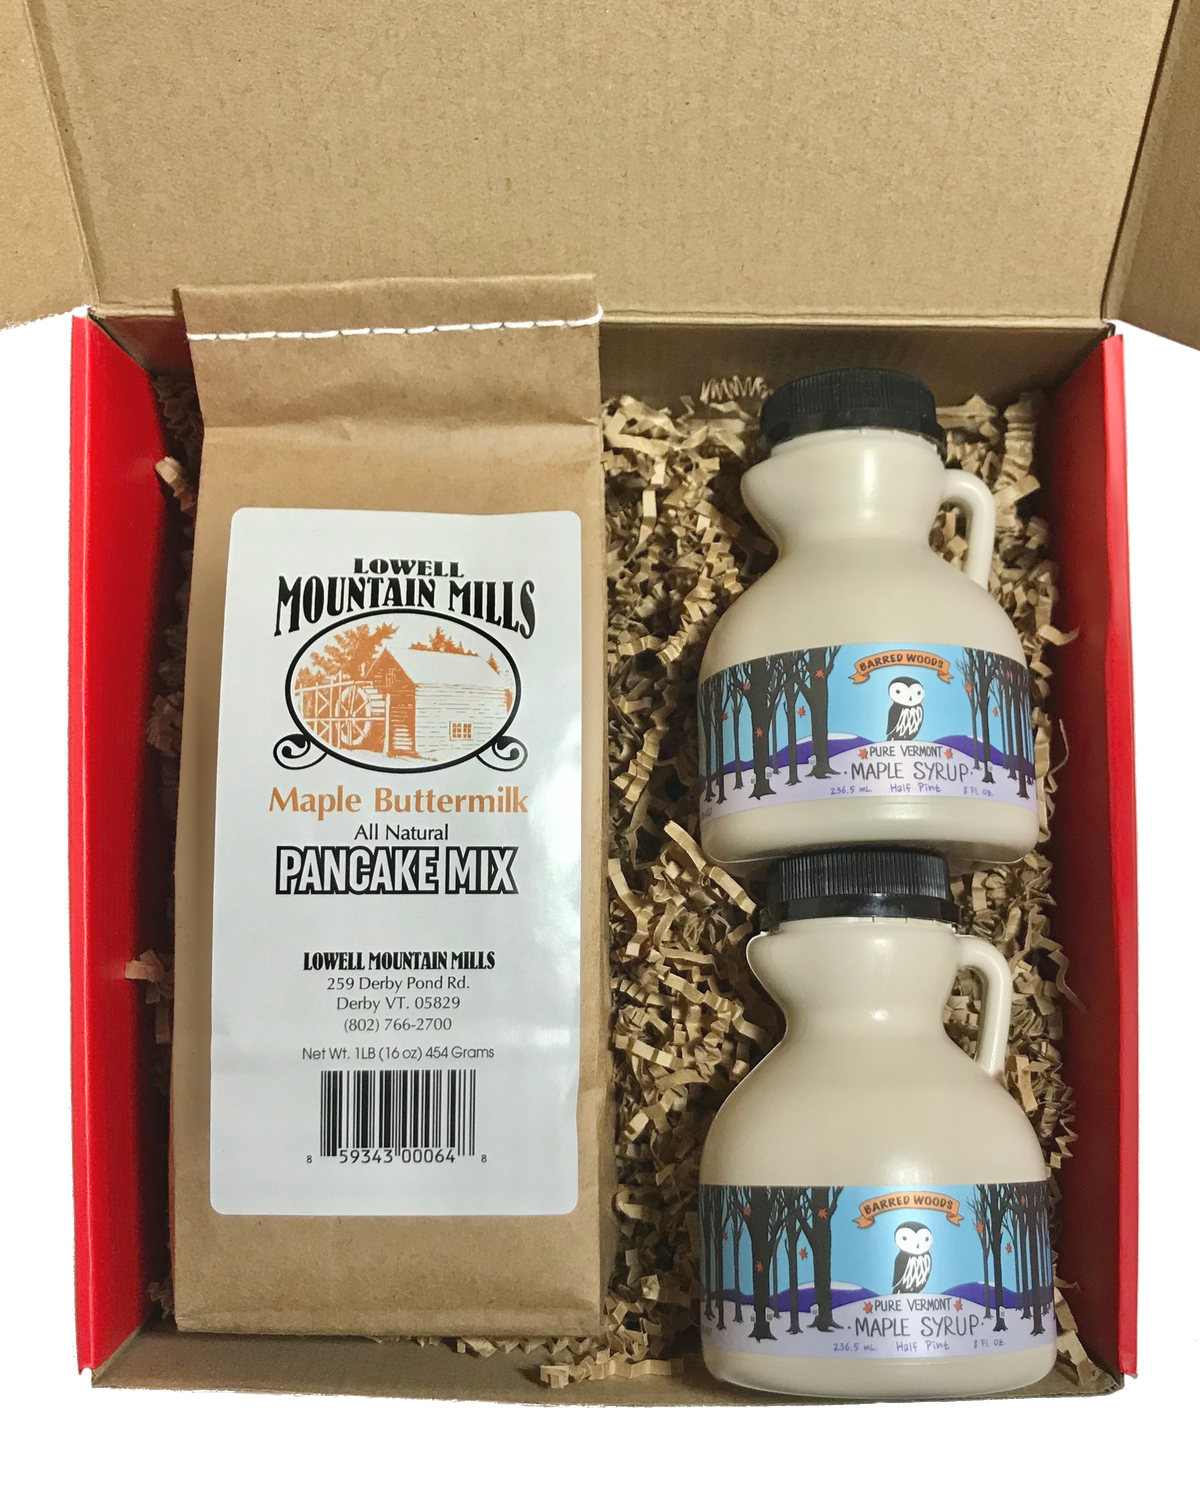 LOWELL
MOUNTAIN MILLS
Maple Buttermilk
All Natural
PANCAKE MIX
LOWELL MOUNTAIN MILLS
259 Derby Pond Rd.
Derby VT. 05829
(802) 766-2700
Net Wt. 1LB (16 oz) 454 Grams
8 59343 00064 8
BARRED WOODS
PURE VERMONT
·MAPLE SYRUP·
236.5 mL Half Pint 8 FL OZ.
BARRED WOODS
PURE VERMONT
·MAPLE SYRUP·
236.5 mL Half Pint 8 FL OZ.